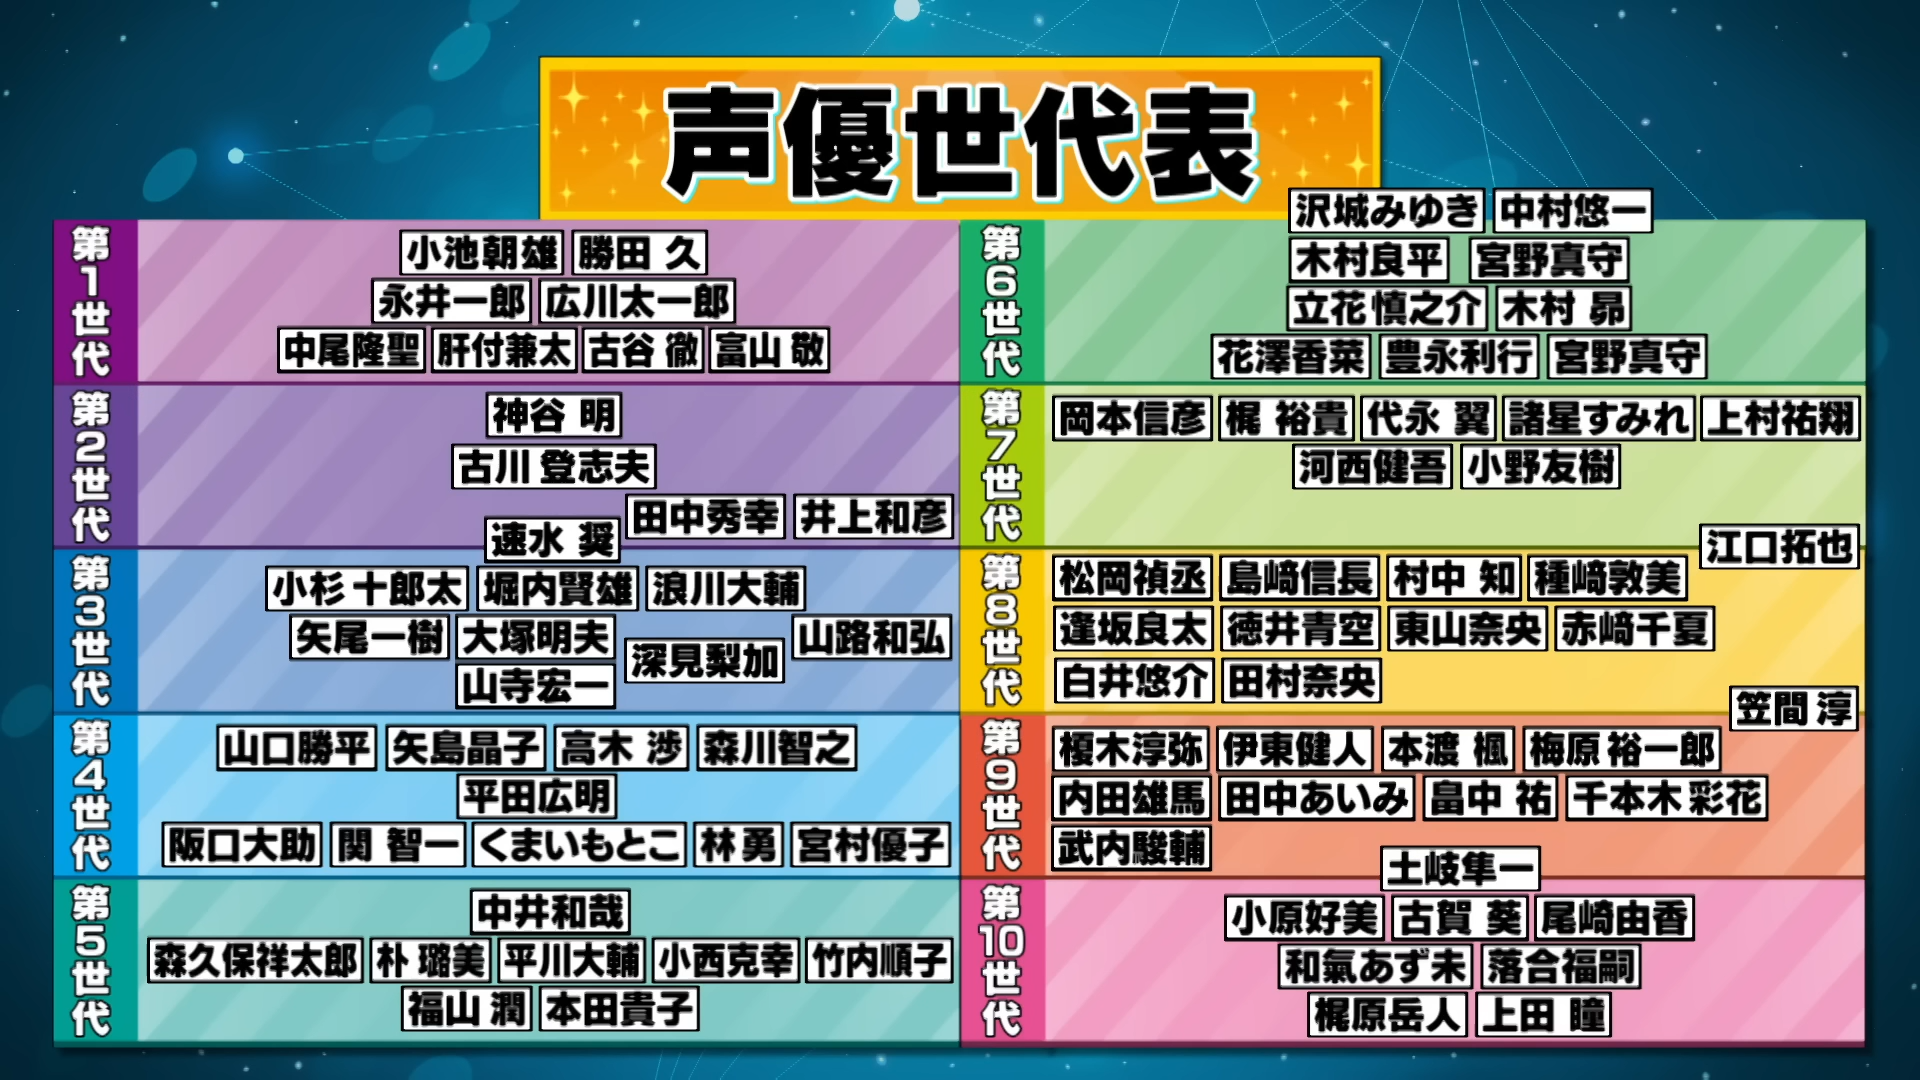 声優世代表
第1世代
小池朝雄 勝田 久
永井一郎 広川太一郎
中尾隆聖 肝付兼太 古谷 徹 富山 敬
第2世代
神谷 明
古川 登志夫
田中秀幸 井上和彦
速水 奨
第3世代
小杉 十郎太 堀内賢雄 浪川大輔
矢尾一樹 大塚明夫 山路和弘
深見梨加
山寺宏一
第4世代
山口勝平 矢島晶子 高木 渉 森川智之
平田広明
阪口大助 関 智一 くまいもとこ 林 勇 宮村優子
第5世代
中井和哉
森久保祥太郎 朴 璐美 平川大輔 小西克幸 竹内順子
福山 潤 本田貴子
第6世代
沢城みゆき 中村悠一
木村良平 宮野真守
立花慎之介 木村 昴
花澤香菜 豊永利行 宮野真守
第7世代
岡本信彦 梶 裕貴 代永 翼 諸星すみれ 上村祐翔
河西健吾 小野友樹
江口拓也
第8世代
松岡禎丞 島﨑信長 村中 知 種﨑敦美
逢坂良太 徳井青空 東山奈央 赤﨑千夏
白井悠介 田村奈央
笠間 淳
第9世代
榎木淳弥 伊東健人 本渡 楓 梅原 裕一郎
内田雄馬 田中あいみ 畠中 祐 千本木 彩花
武内駿輔
土岐隼一
第10世代
小原好美 古賀 葵 尾崎由香
和氣あず未 落合福嗣
梶原岳人 上田 瞳